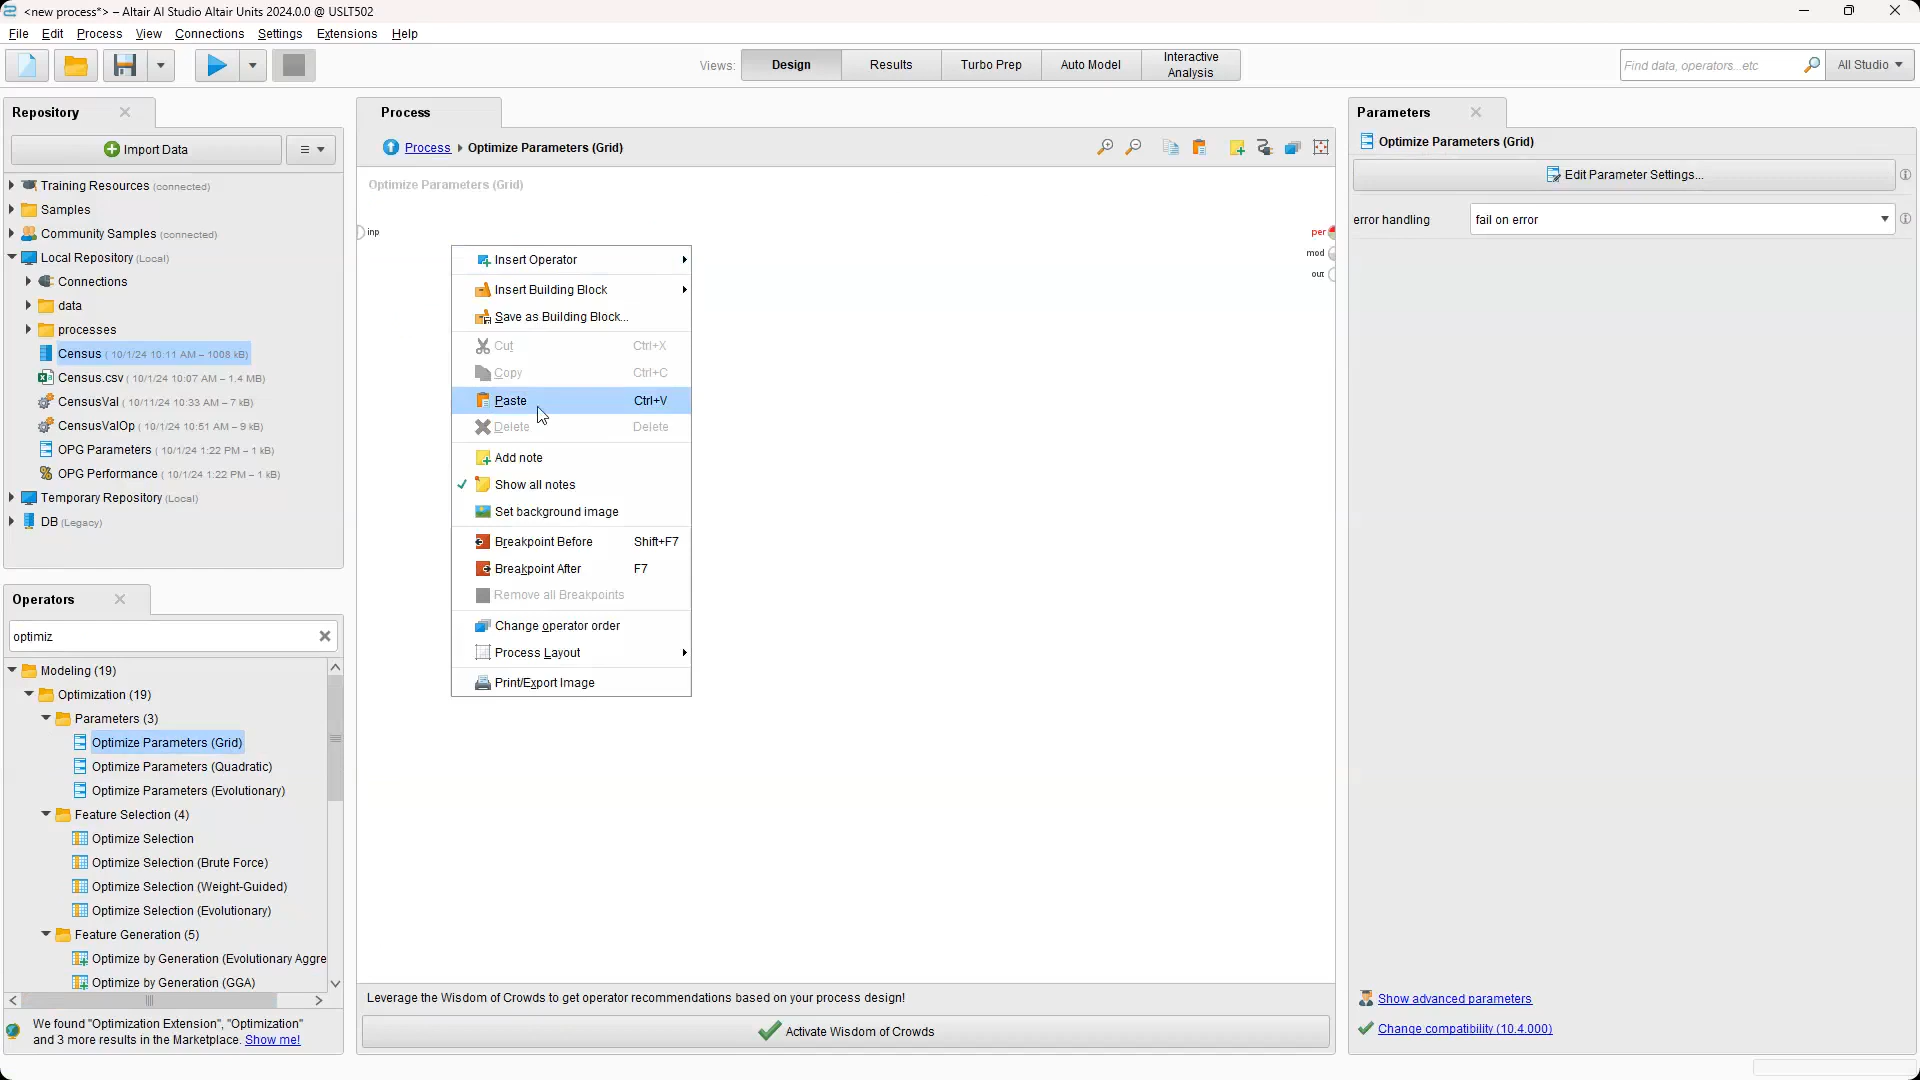 <new process*> – Altair AI Studio Altair Units 2024.0.0 @ USLT502
File Edit Process View Connections Settings Extensions Help
Views: Design Results Turbo Prep Auto Model Interactive Analysis
Find data, operators...etc All Studio
Repository
Import Data
Training Resources (connected)
Samples
Community Samples (connected)
Local Repository (Local)
Connections
data
processes
Census ( 10/1/24 10:11 AM – 1008 kB)
Census.csv ( 10/1/24 10:07 AM – 1.4 MB)
CensusVal ( 10/11/24 10:33 AM – 7 kB)
CensusValOp ( 10/1/24 10:51 AM – 9 kB)
OPG Parameters ( 10/1/24 1:22 PM – 1 kB)
OPG Performance ( 10/1/24 1:22 PM – 1 kB)
Temporary Repository (Local)
DB (Legacy)
Operators
optimiz
Modeling (19)
Optimization (19)
Parameters (3)
Optimize Parameters (Grid)
Optimize Parameters (Quadratic)
Optimize Parameters (Evolutionary)
Feature Selection (4)
Optimize Selection
Optimize Selection (Brute Force)
Optimize Selection (Weight-Guided)
Optimize Selection (Evolutionary)
Feature Generation (5)
Optimize by Generation (Evolutionary Aggre
Optimize by Generation (GGA)
We found "Optimization Extension", "Optimization"
and 3 more results in the Marketplace. Show me!
Process
Process Optimize Parameters (Grid)
Optimize Parameters (Grid)
inp
per
mod
out
Insert Operator
Insert Building Block
Save as Building Block...
Cut Ctrl+X
Copy Ctrl+C
Paste Ctrl+V
Delete Delete
Add note
Show all notes
Set background image
Breakpoint Before Shift+F7
Breakpoint After F7
Remove all Breakpoints
Change operator order
Process Layout
Print/Export Image
Leverage the Wisdom of Crowds to get operator recommendations based on your process design!
Activate Wisdom of Crowds
Parameters
Optimize Parameters (Grid)
Edit Parameter Settings...
error handling fail on error
Show advanced parameters
Change compatibility (10.4.000)